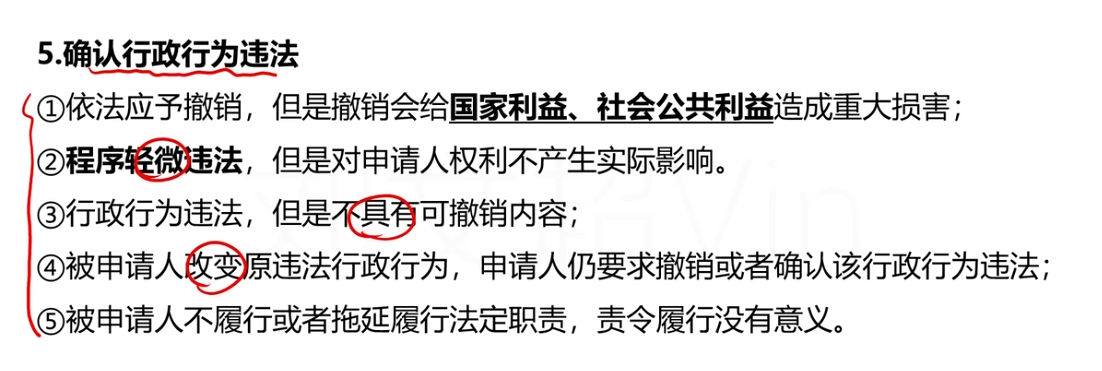 5.确认行政行为违法
①依法应予撤销，但是撤销会给国家利益、社会公共利益造成重大损害；
②程序轻微违法，但是对申请人权利不产生实际影响。
③行政行为违法，但是不具有可撤销内容；
④被申请人改变原违法行政行为，申请人仍要求撤销或者确认该行政行为违法；
⑤被申请人不履行或者拖延履行法定职责，责令履行没有意义。